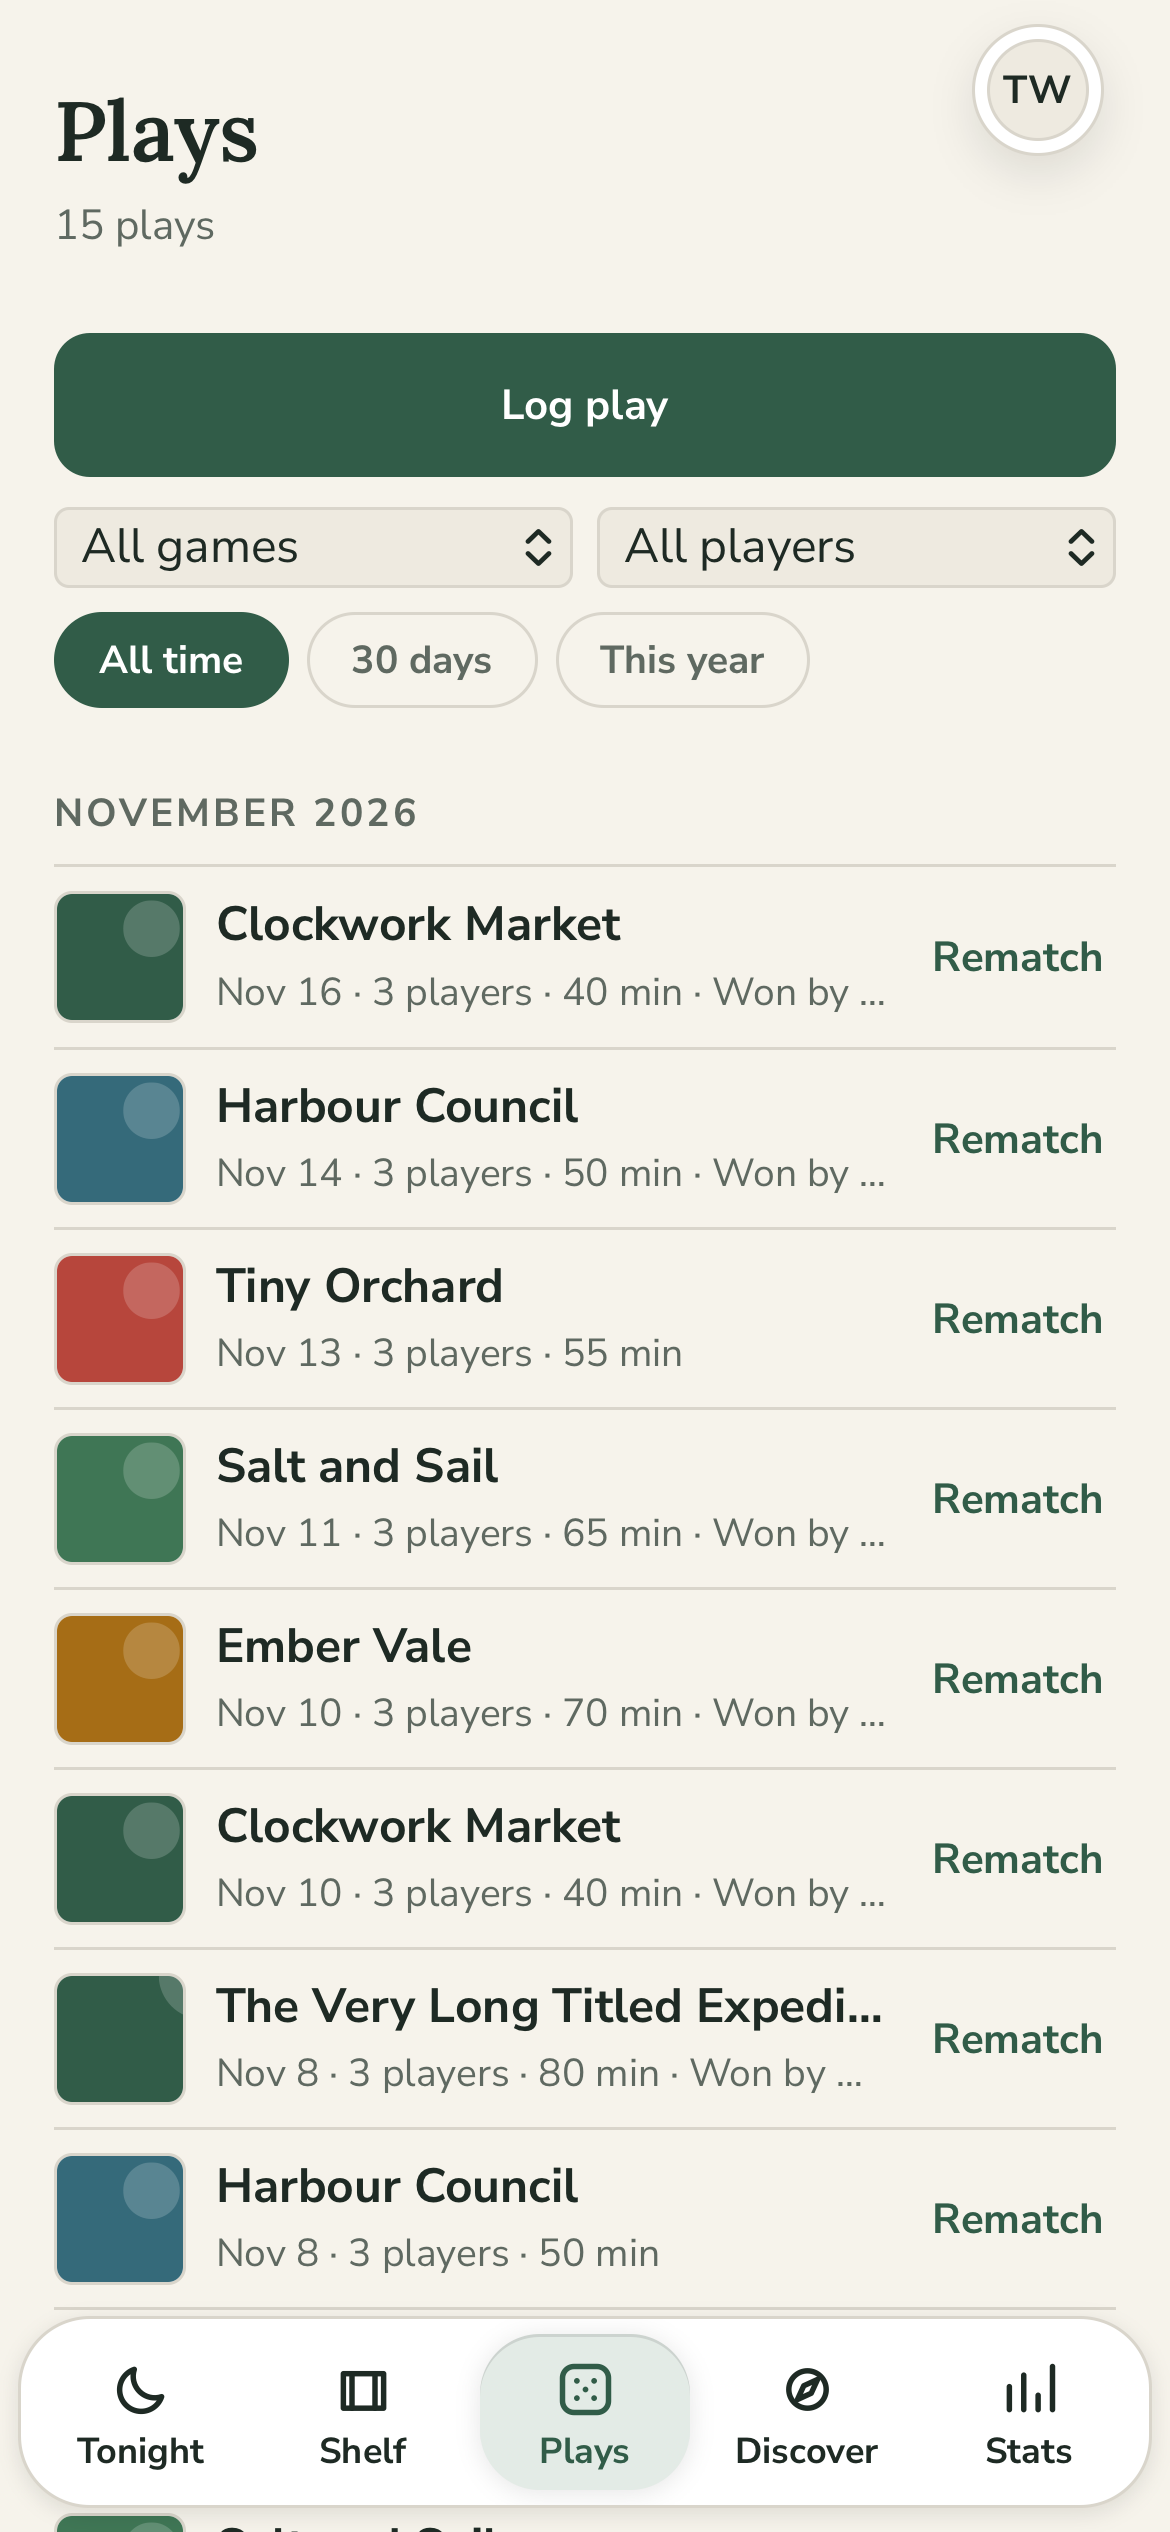 TW
Plays
15 plays
Log play
All games
All players
All time
30 days
This year
NOVEMBER 2026
Clockwork Market
Nov 16 · 3 players · 40 min · Won by ...
Rematch
Harbour Council
Nov 14 · 3 players · 50 min · Won by ...
Rematch
Tiny Orchard
Nov 13 · 3 players · 55 min
Rematch
Salt and Sail
Nov 11 · 3 players · 65 min · Won by ...
Rematch
Ember Vale
Nov 10 · 3 players · 70 min · Won by ...
Rematch
Clockwork Market
Nov 10 · 3 players · 40 min · Won by ...
Rematch
The Very Long Titled Expedi...
Nov 8 · 3 players · 80 min · Won by ...
Rematch
Harbour Council
Nov 8 · 3 players · 50 min
Rematch
Tonight
Shelf
Plays
Discover
Stats